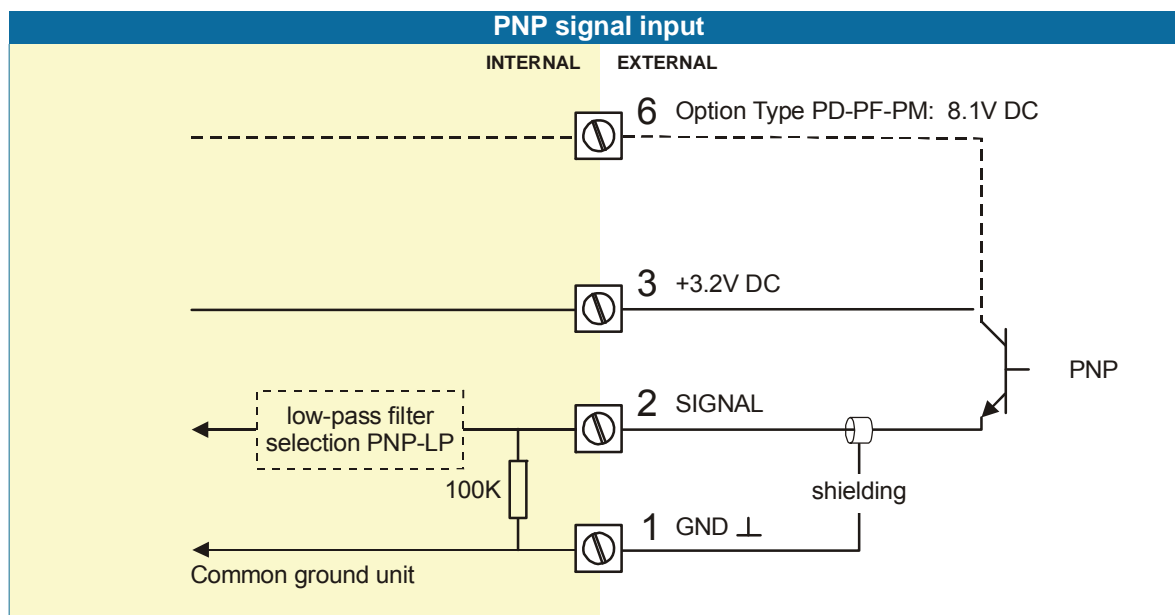 PNP signal input
INTERNAL
EXTERNAL
6 Option Type PD-PF-PM: 8.1V DC
3 +3.2V DC
PNP
2 SIGNAL
low-pass filter
selection PNP-LP
100K
shielding
1 GND ⊥
Common ground unit